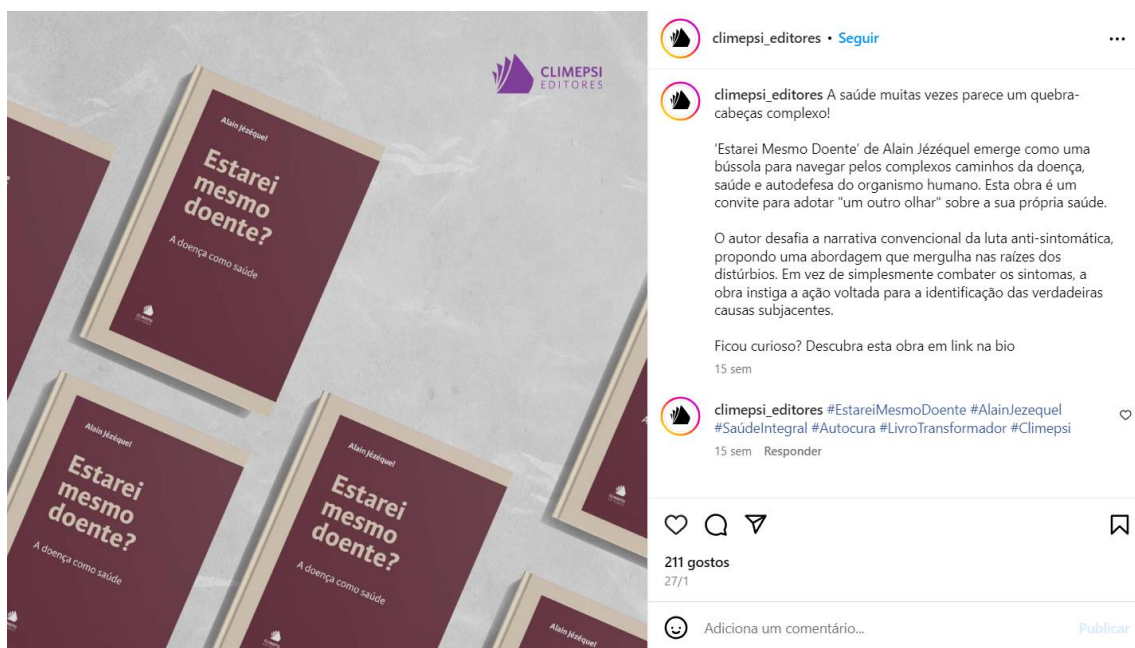 CLIMEPSI
EDITORES
Alain Jézéquel
Estarei
mesmo
doente?
A doença como saúde
CLIMEPSI
EDITORES
Alain Jézéquel
Estarei
mesmo
doente?
A doença como saúde
Alain Jézéquel
Estarei
mesmo
doente?
A doença como saúde
Alain Jézéquel
climepsi_editores • Seguir
climepsi_editores A saúde muitas vezes parece um quebra-
cabeças complexo!
‘Estarei Mesmo Doente’ de Alain Jézéquel emerge como uma
bússola para navegar pelos complexos caminhos da doença,
saúde e autodefesa do organismo humano. Esta obra é um
convite para adotar "um outro olhar" sobre a sua própria saúde.
O autor desafia a narrativa convencional da luta anti-sintomática,
propondo uma abordagem que mergulha nas raízes dos
distúrbios. Em vez de simplesmente combater os sintomas, a
obra instiga a ação voltada para a identificação das verdadeiras
causas subjacentes.
Ficou curioso? Descubra esta obra em link na bio
15 sem
climepsi_editores #EstareiMesmoDoente #AlainJezequel
#SaúdeIntegral #Autocura #LivroTransformador #Climepsi
15 sem Responder
211 gostos
27/1
Adiciona um comentário... Publicar